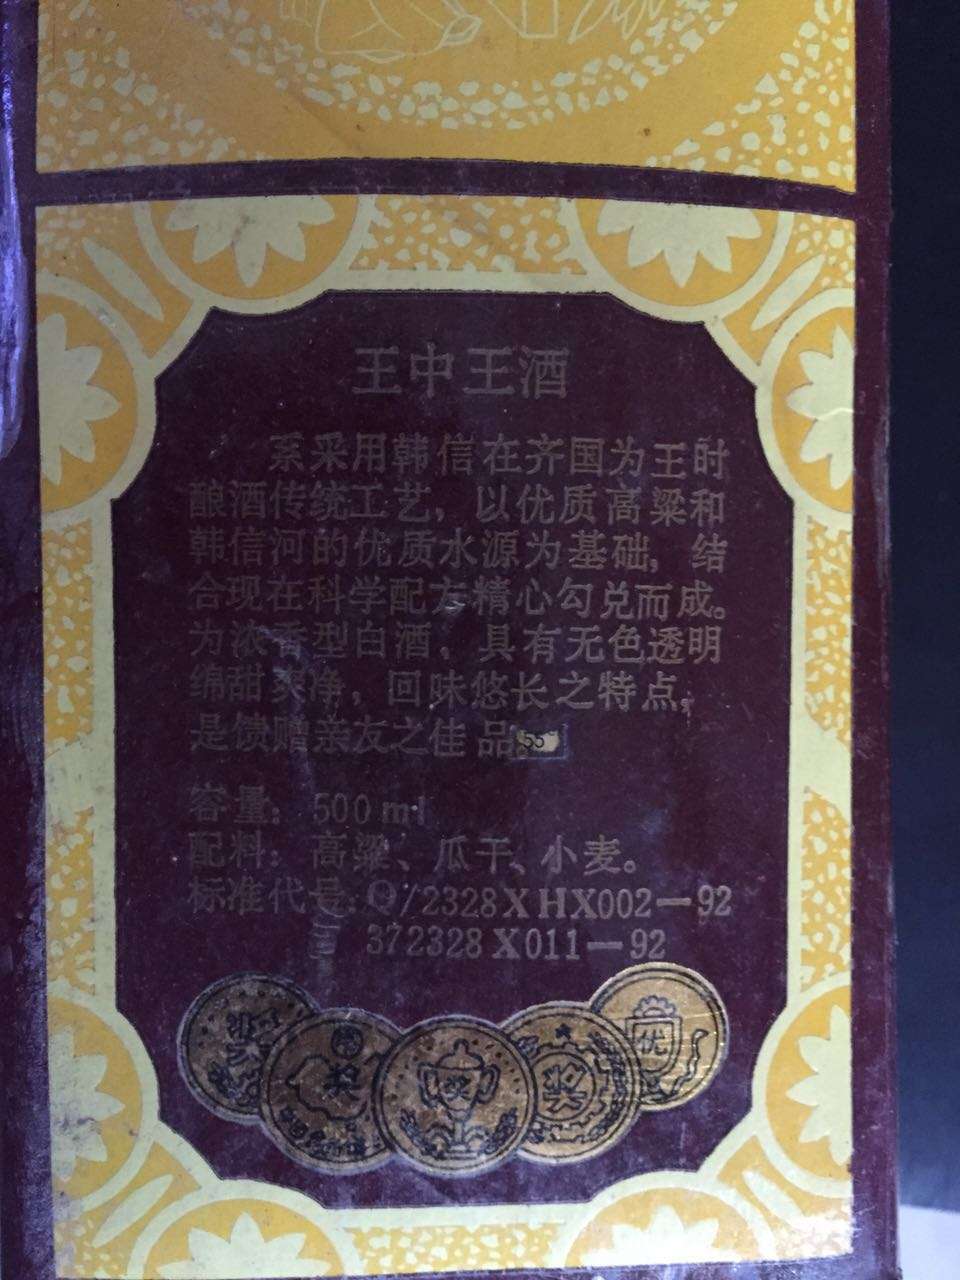 王中王酒
系采用韩信在齐国为王时
酿酒传统工艺，以优质高粱和
韩信河的优质水源为基础，结
合现在科学配方精心勾兑而成。
为浓香型白酒，具有无色透明
绵甜爽净，回味悠长之特点，
是馈赠亲友之佳品
55
容量：500ml
配料：高粱、瓜干、小麦。
标准代号：Q/2328XHX002—92
372328X011—92
奖
奖
奖
优